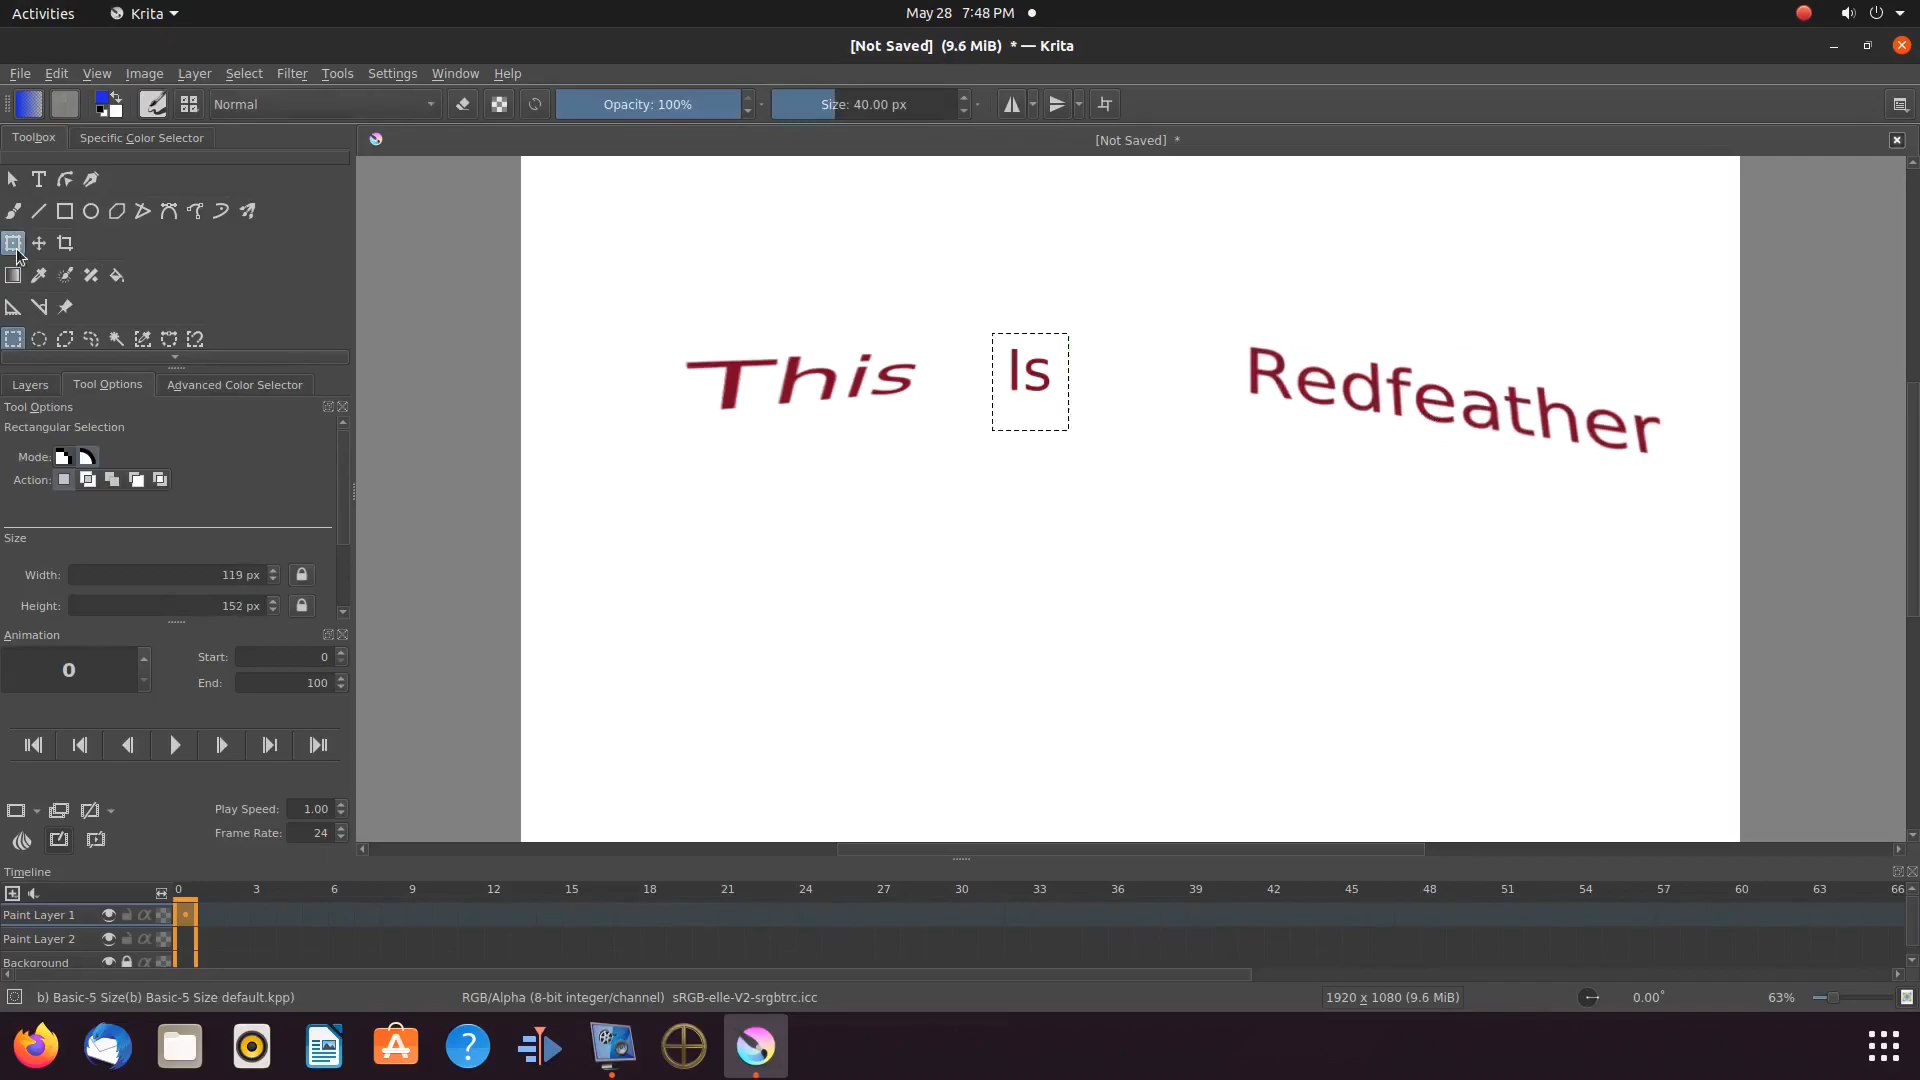 Activities
Krita
May 28 7:48 PM
[Not Saved] (9.6 MiB) * — Krita
File Edit View Image Layer Select Filter Tools Settings Window Help
Normal
Opacity: 100%
Size: 40.00 px
Toolbox
Specific Color Selector
[Not Saved] *
This Is Redfeather
Layers
Tool Options
Advanced Color Selector
Tool Options
Rectangular Selection
Mode:
Action:
Size
Width: 119 px
Height: 152 px
Animation
0
Start: 0
End: 100
Play Speed: 1.00
Frame Rate: 24
Timeline
0 3 6 9 12 15 18 21 24 27 30 33 36 39 42 45 48 51 54 57 60 63 66
Paint Layer 1
Paint Layer 2
Background
b) Basic-5 Size(b) Basic-5 Size default.kpp)
RGB/Alpha (8-bit integer/channel) sRGB-elle-V2-srgbtrc.icc
1920 x 1080 (9.6 MiB)
0.00°
63%